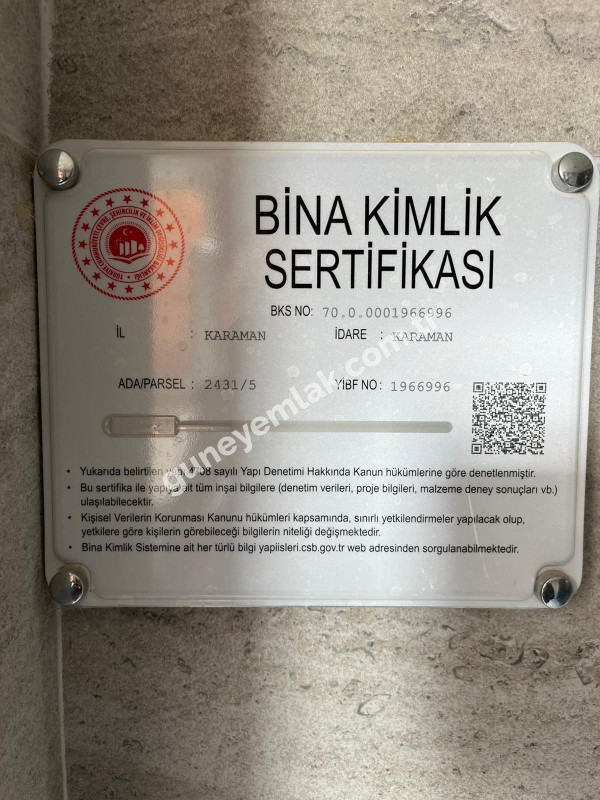 BİNA KİMLİK
SERTİFİKASI
BKS NO: 70.0.0001966996
İL : KARAMAN İDARE : KARAMAN
ADA/PARSEL : 2431/5 YİBF NO: 1966996
guneyemlak.com.tr
• Yukarıda belirtilen yapı 4708 sayılı Yapı Denetimi Hakkında Kanun hükümlerine göre denetlenmiştir.
• Bu sertifika ile yapıya ait tüm inşai bilgilere (denetim verileri, proje bilgileri, malzeme deney sonuçları vb.)
ulaşılabilecektir.
• Kişisel Verilerin Korunması Kanunu hükümleri kapsamında, sınırlı yetkilendirmeler yapılacak olup,
yetkilere göre kişilerin görebileceği bilgilerin niteliği değişmektedir.
• Bina Kimlik Sistemine ait her türlü bilgi yapiisleri.csb.gov.tr web adresinden sorgulanabilmektedir.